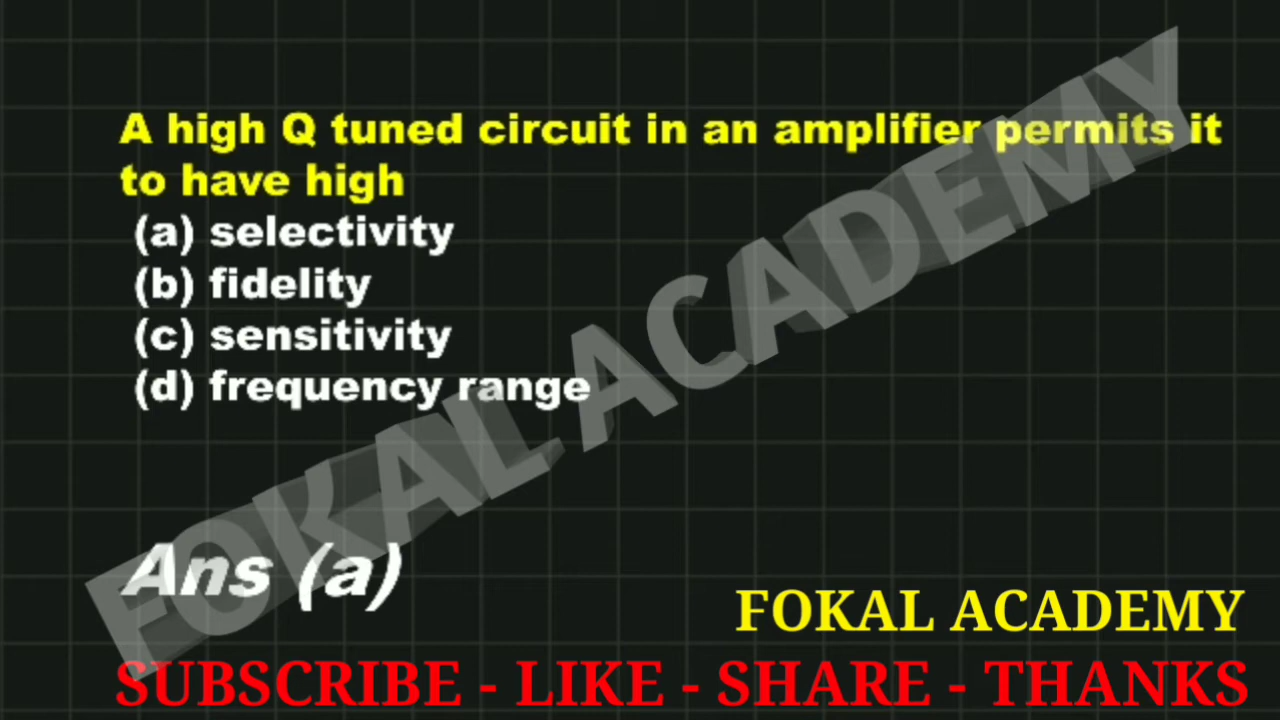 A high Q tuned circuit in an amplifier permits it
to have high
(a) selectivity
(b) fidelity
(c) sensitivity
(d) frequency range
FOKAL ACADEMY
Ans (a)
FOKAL ACADEMY
SUBSCRIBE - LIKE - SHARE - THANKS